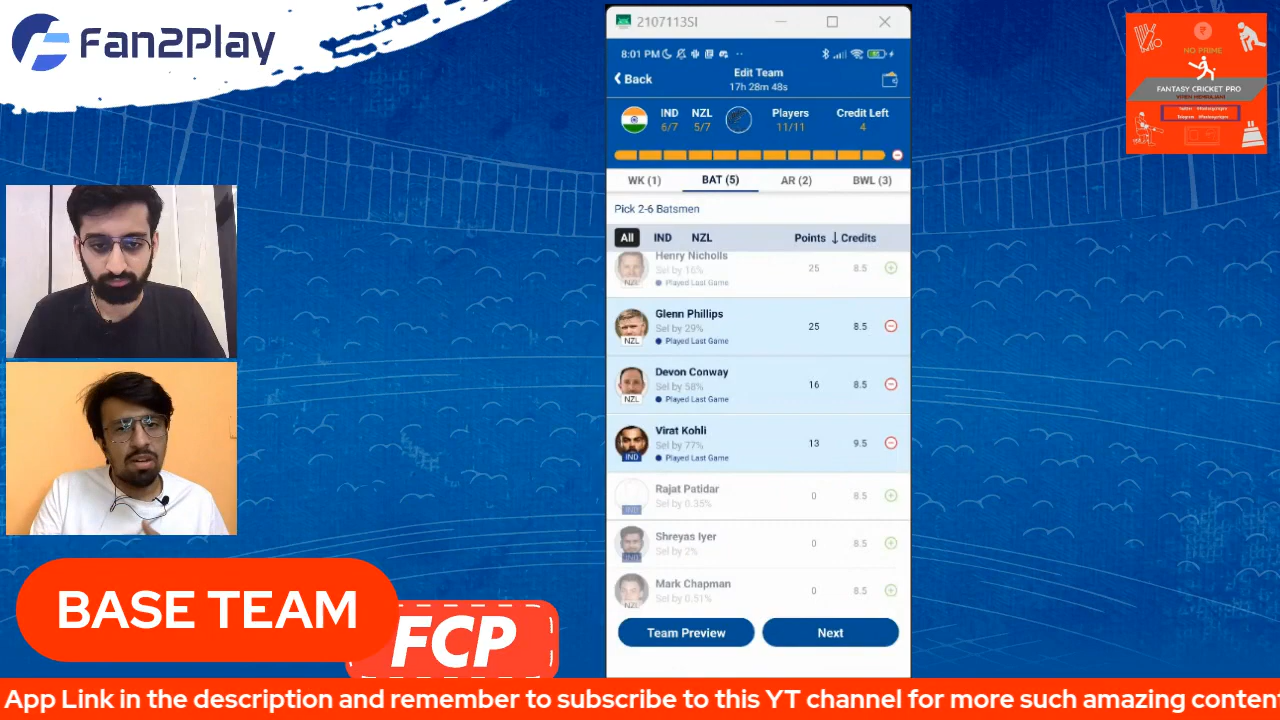 Fan2Play
2107113SI
8:01 PM
Back
Edit Team
17h 28m 48s
IND
6/7
NZL
5/7
Players
11/11
Credit Left
4
WK (1)
BAT (5)
AR (2)
BWL (3)
Pick 2-6 Batsmen
All
IND
NZL
Points
Credits
Henry Nicholls
Sel by 16%
Played Last Game
NZL
25
8.5
Glenn Phillips
Sel by 29%
Played Last Game
NZL
25
8.5
Devon Conway
Sel by 58%
Played Last Game
NZL
16
8.5
Virat Kohli
Sel by 77%
Played Last Game
IND
13
9.5
Rajat Patidar
Sel by 0.35%
IND
0
8.5
Shreyas Iyer
Sel by 2%
IND
0
8.5
Mark Chapman
Sel by 0.51%
NZL
0
8.5
Team Preview
Next
NO PRIME
FANTASY CRICKET PRO
BASE TEAM
FCP
App Link in the description and remember to subscribe to this YT channel for more such amazing content